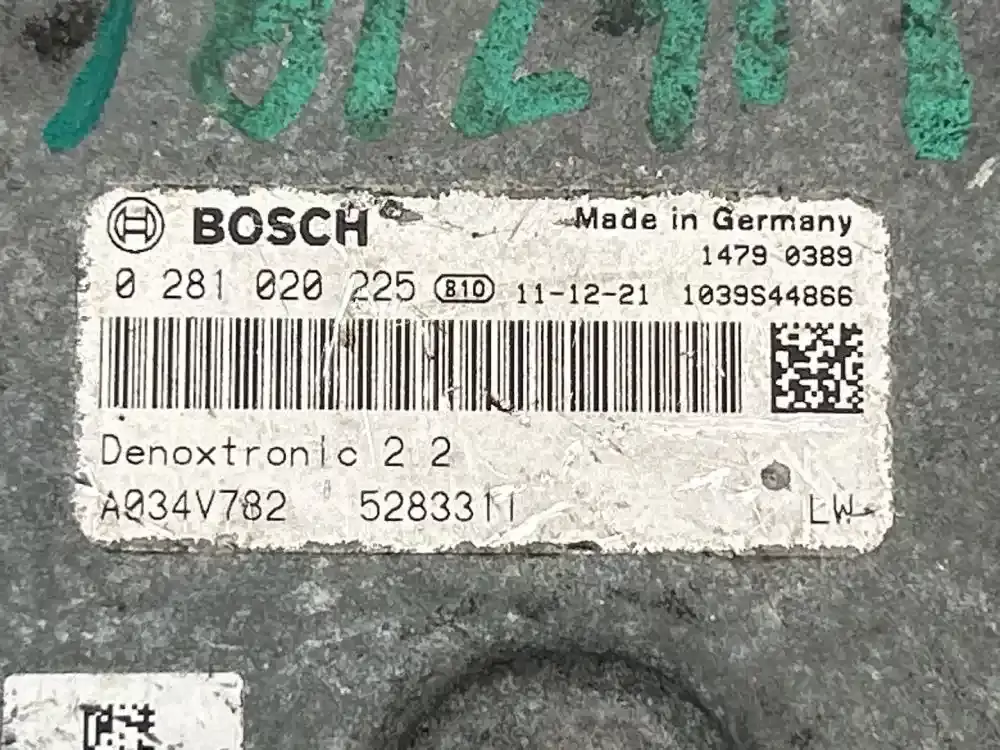 BOSCH Made in Germany
1479 0389
0 281 020 225 810 11-12-21 1039S44866
Denoxtronic 2 2
A034V782 5283311 LW